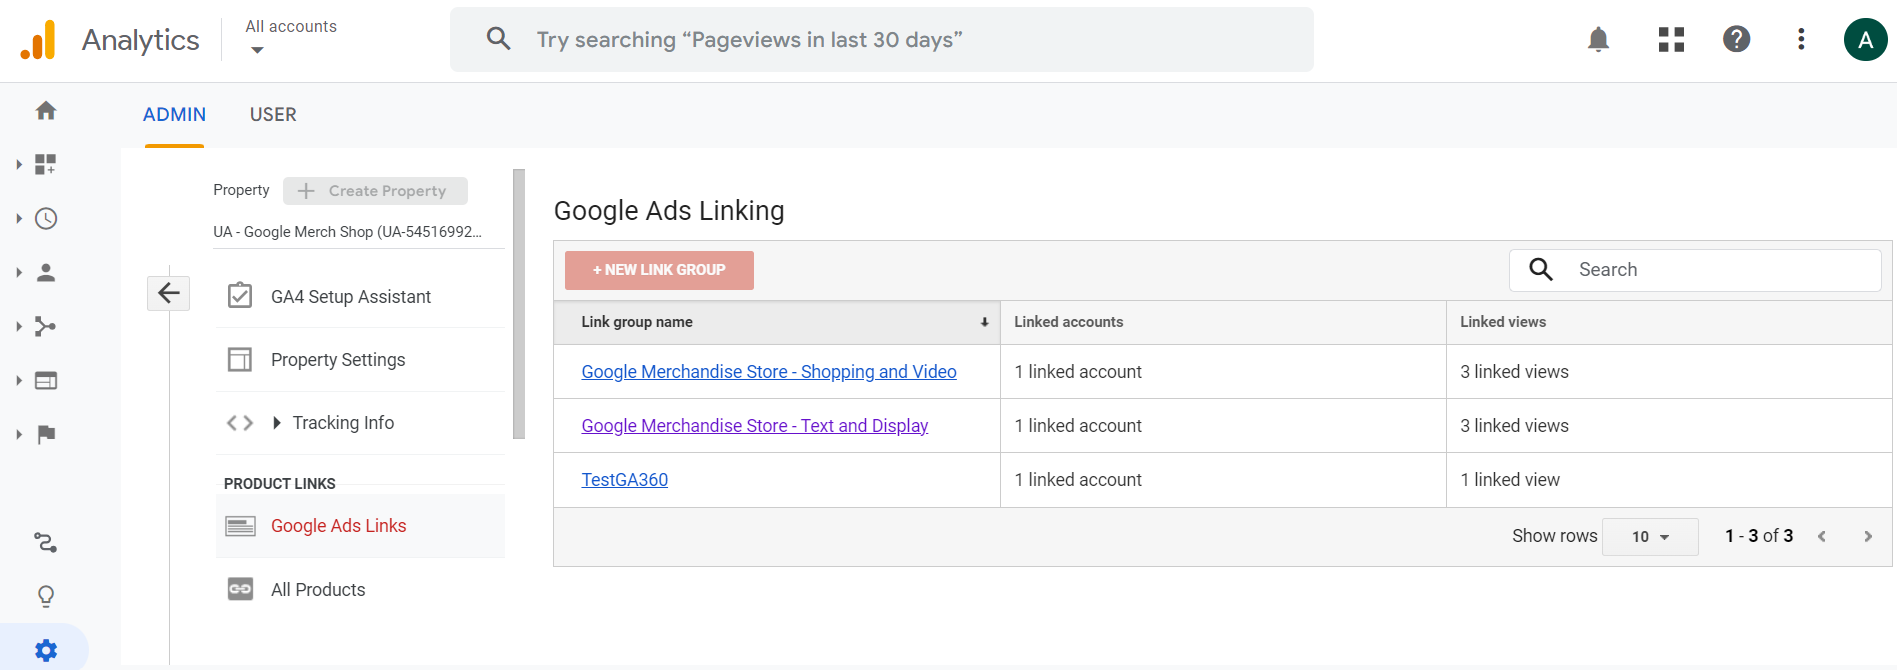 Analytics
All accounts
Try searching “Pageviews in last 30 days”
A
ADMIN
USER
Property
Create Property
UA - Google Merch Shop (UA-54516992...
GA4 Setup Assistant
Property Settings
Tracking Info
PRODUCT LINKS
Google Ads Links
All Products
Google Ads Linking
+ NEW LINK GROUP
Search
Link group name Linked accounts Linked views
Google Merchandise Store - Shopping and Video 1 linked account 3 linked views
Google Merchandise Store - Text and Display 1 linked account 3 linked views
TestGA360 1 linked account 1 linked view
Show rows 10 1 - 3 of 3